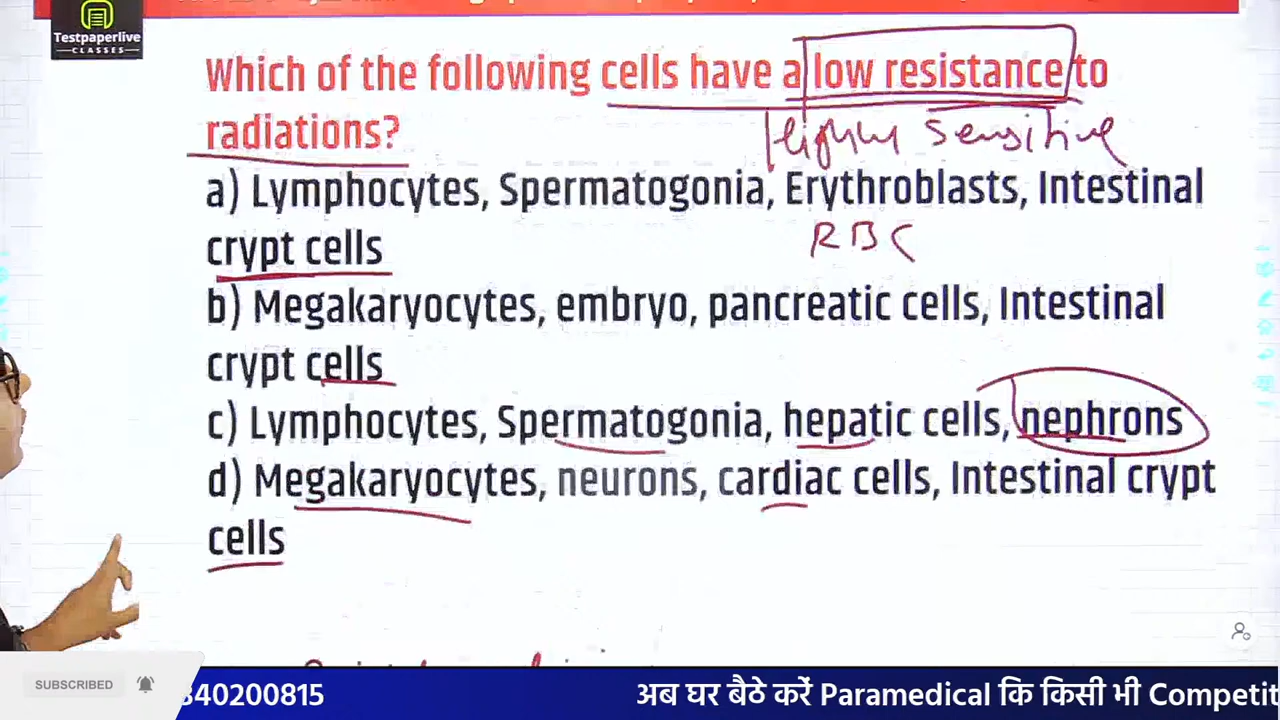 Testpaperlive
CLASSES
Which of the following cells have a low resistance to
radiations?
Highly Sensitive
a) Lymphocytes, Spermatogonia, Erythroblasts, Intestinal
crypt cells
RBC
b) Megakaryocytes, embryo, pancreatic cells, Intestinal
crypt cells
c) Lymphocytes, Spermatogonia, hepatic cells, nephrons
d) Megakaryocytes, neurons, cardiac cells, Intestinal crypt
cells
SUBSCRIBED
840200815 अब घर बैठे करें Paramedical कि किसी भी Competit